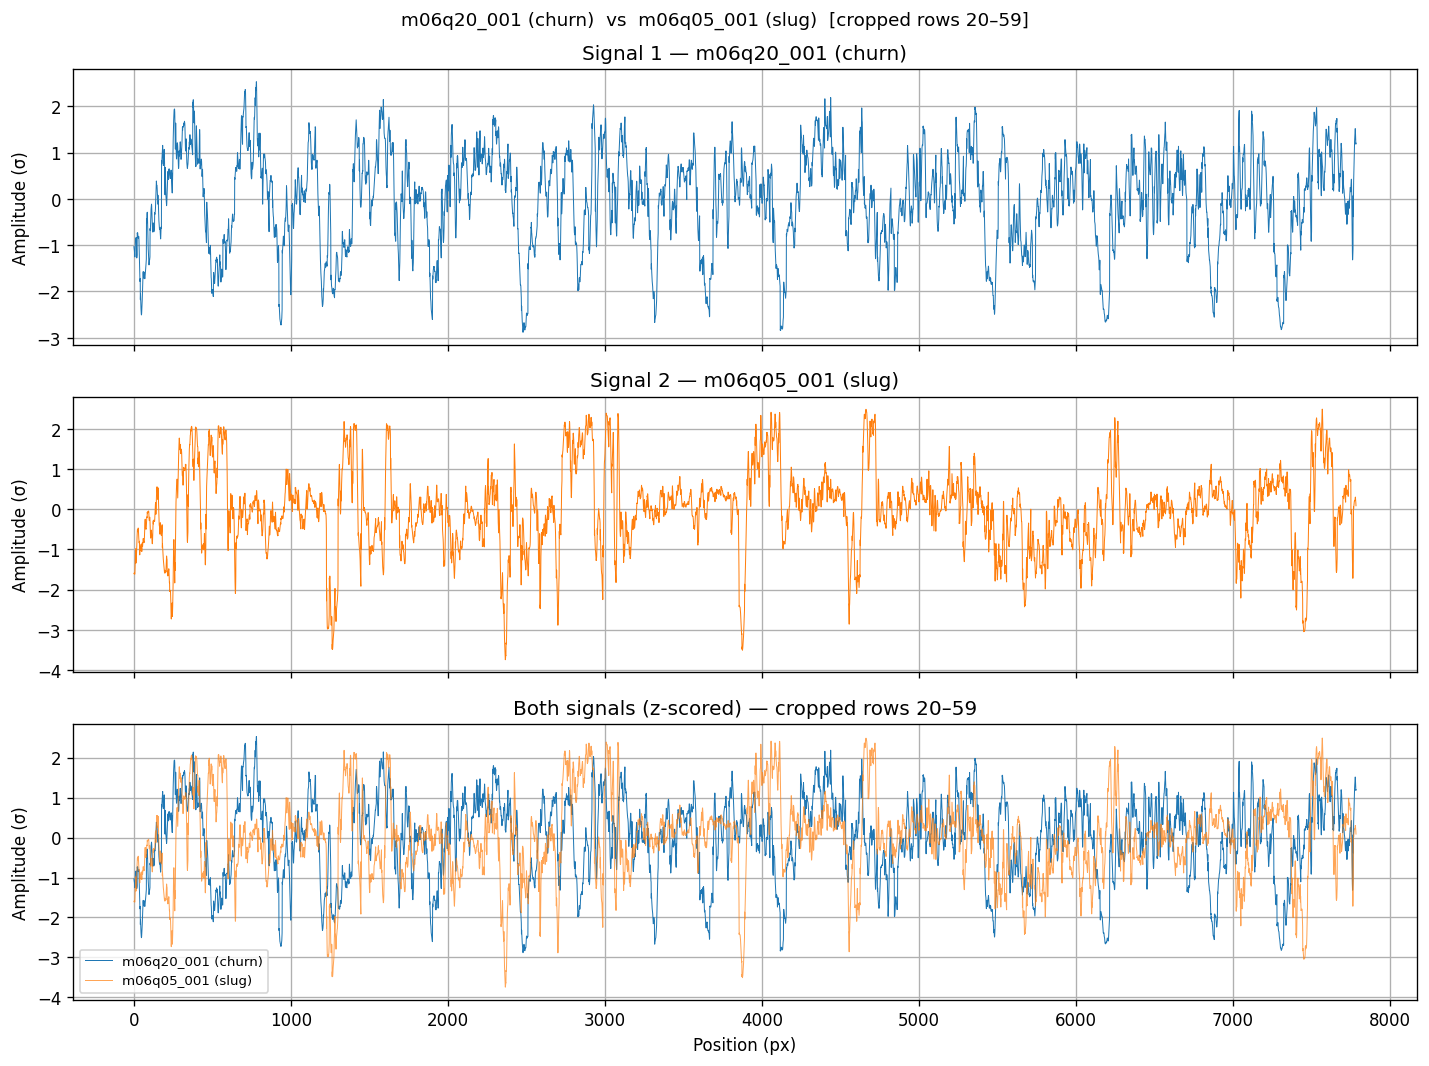 m06q20_001 (churn)  vs  m06q05_001 (slug)  [cropped rows 20–59]
Signal 1 — m06q20_001 (churn)
Amplitude (σ)
2
1
0
−1
−2
−3
Signal 2 — m06q05_001 (slug)
Amplitude (σ)
2
1
0
−1
−2
−3
−4
Both signals (z-scored) — cropped rows 20–59
Amplitude (σ)
2
1
0
−1
−2
−3
−4
m06q20_001 (churn)
m06q05_001 (slug)
0 1000 2000 3000 4000 5000 6000 7000 8000
Position (px)